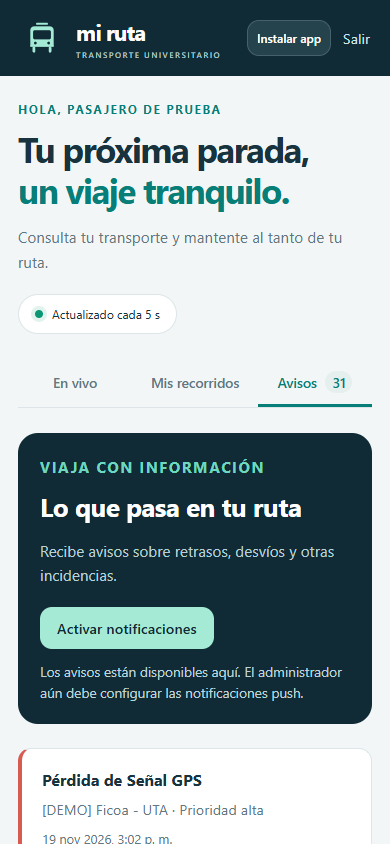 mi ruta
TRANSPORTE UNIVERSITARIO
Instalar app
Salir
HOLA, PASAJERO DE PRUEBA
Tu próxima parada,
un viaje tranquilo.
Consulta tu transporte y mantente al tanto de tu
ruta.
Actualizado cada 5 s
En vivo
Mis recorridos
Avisos 31
VIAJA CON INFORMACIÓN
Lo que pasa en tu ruta
Recibe avisos sobre retrasos, desvíos y otras
incidencias.
Activar notificaciones
Los avisos están disponibles aquí. El administrador
aún debe configurar las notificaciones push.
Pérdida de Señal GPS
[DEMO] Ficoa - UTA · Prioridad alta
19 nov 2026, 3:02 p. m.